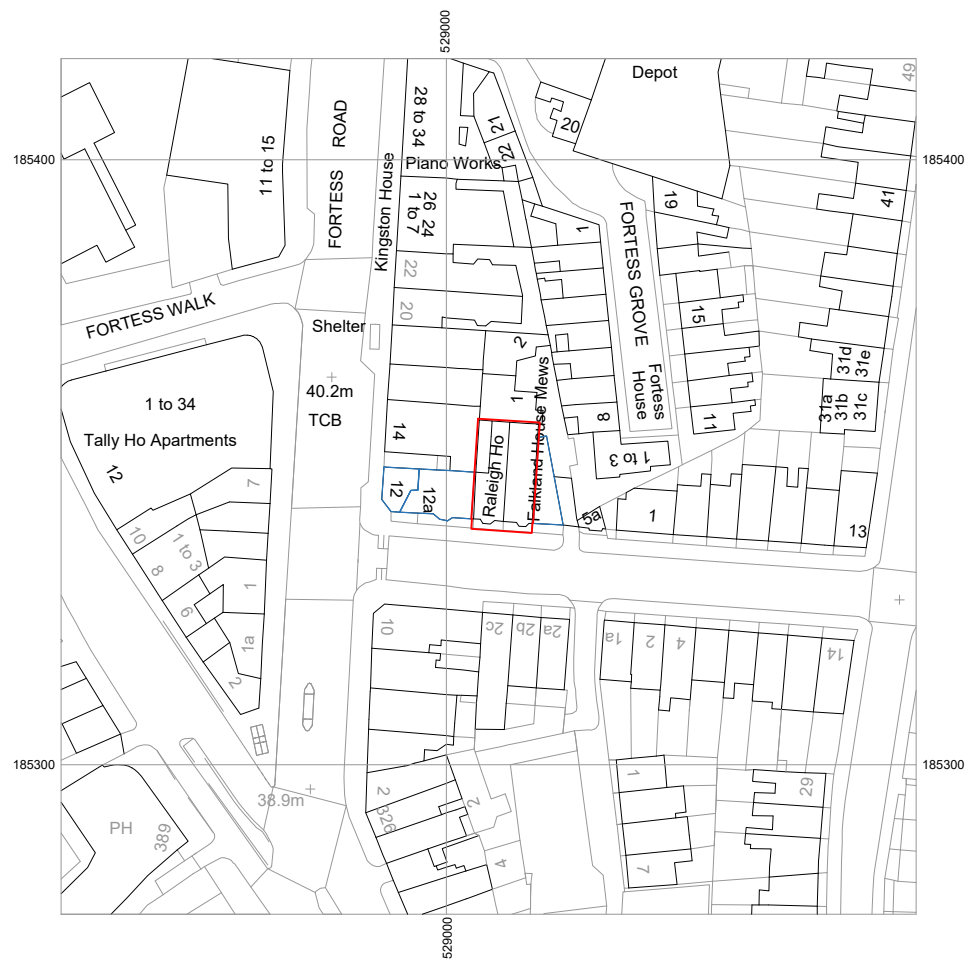 529000
Depot
49
28 to 34
21
22
20
ROAD
FORTESS
11 to 15
185400
185400
Piano Works
Kingston House
26 24
1 to 7
19
41
1
FORTESS GROVE
22
20
15
FORTESS WALK
Shelter
2
31d
31e
40.2m
TCB
1 to 34
Tally Ho Apartments
12
1
Falkland House Mews
Fortess
House
31a
31b
31c
8
11
14
1 to 3
Raleigh Ho
12
12a
7
5a
1
13
10
1 to 3
8
6
1
1a
2
10
2c
2b
2a
1a
2
4
14
185300
185300
38.9m
2
326
2
4
1
7
29
PH
389
529000